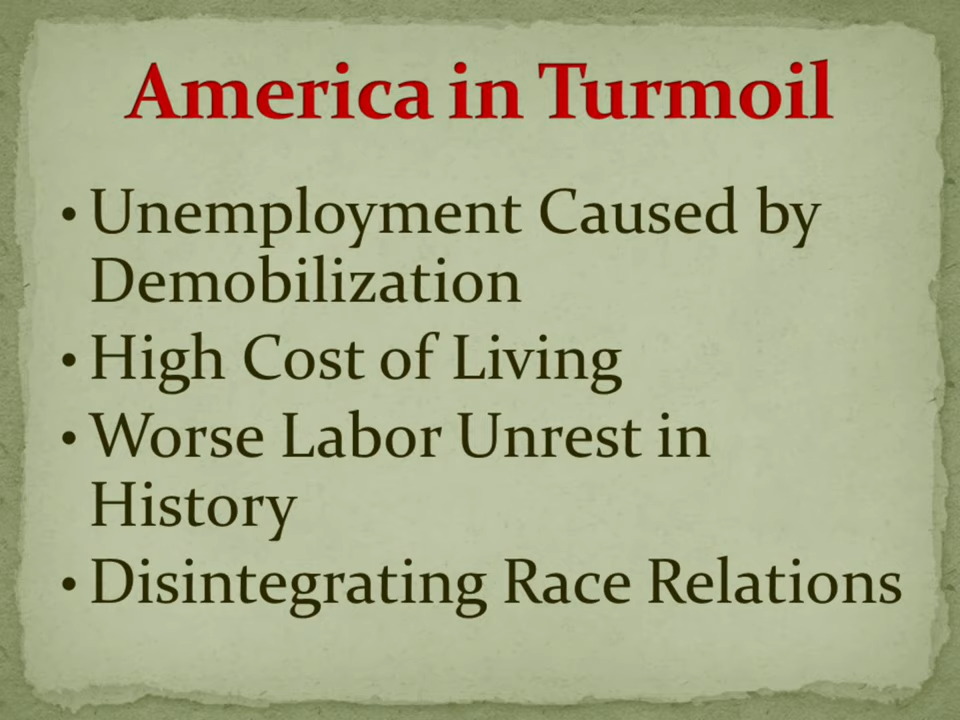 America in Turmoil
• Unemployment Caused by
Demobilization
• High Cost of Living
• Worse Labor Unrest in
History
• Disintegrating Race Relations